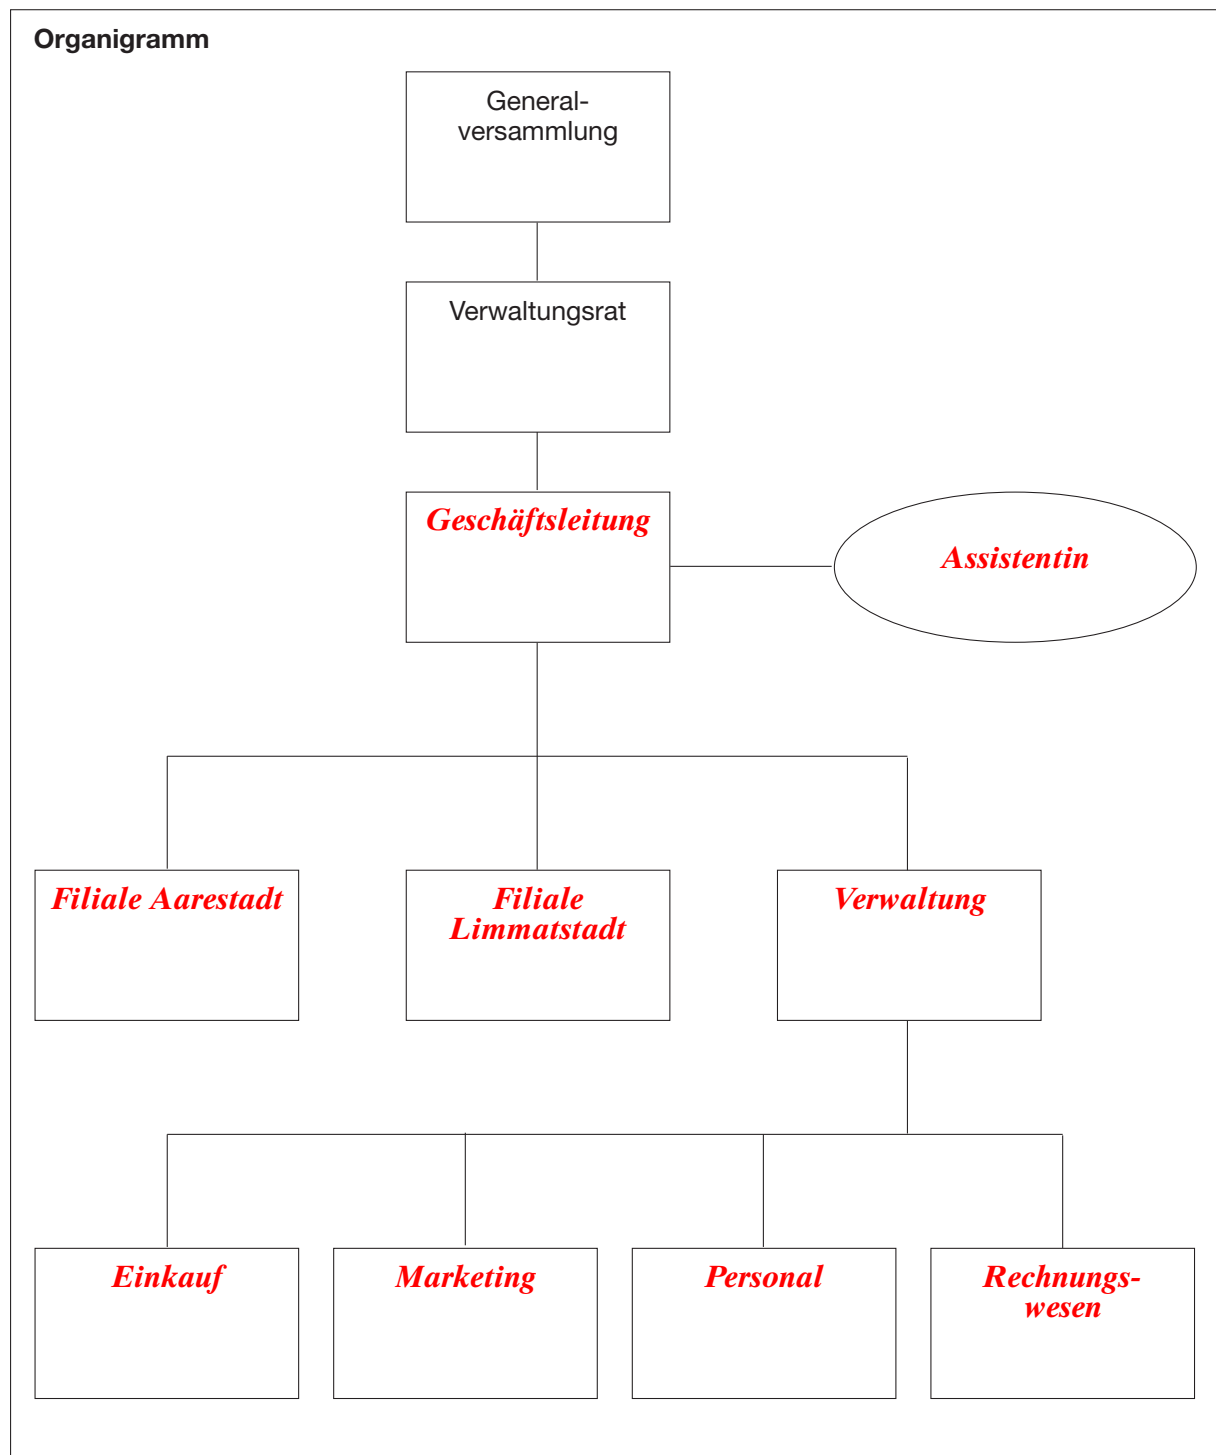 Organigramm
General-
versammlung
Verwaltungsrat
Geschäftsleitung
Assistentin
Filiale Aarestadt
Filiale
Limmatstadt
Verwaltung
Einkauf
Marketing
Personal
Rechnungs-
wesen